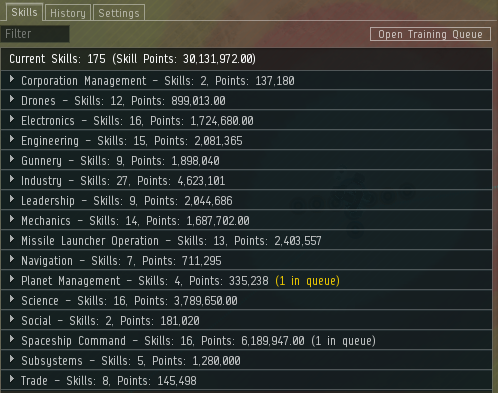 Skills History Settings
Filter Open Training Queue
Current Skills: 175 (Skill Points: 30,131,972.00)
Corporation Management – Skills: 2, Points: 137,180
Drones – Skills: 12, Points: 899,013.00
Electronics – Skills: 16, Points: 1,724,680.00
Engineering – Skills: 15, Points: 2,081,365
Gunnery – Skills: 9, Points: 1,898,040
Industry – Skills: 27, Points: 4,623,101
Leadership – Skills: 9, Points: 2,044,686
Mechanics – Skills: 14, Points: 1,687,702.00
Missile Launcher Operation – Skills: 13, Points: 2,403,557
Navigation – Skills: 7, Points: 711,295
Planet Management – Skills: 4, Points: 335,238 (1 in queue)
Science – Skills: 16, Points: 3,789,650.00
Social – Skills: 2, Points: 181,020
Spaceship Command – Skills: 16, Points: 6,189,947.00 (1 in queue)
Subsystems – Skills: 5, Points: 1,280,000
Trade – Skills: 8, Points: 145,498